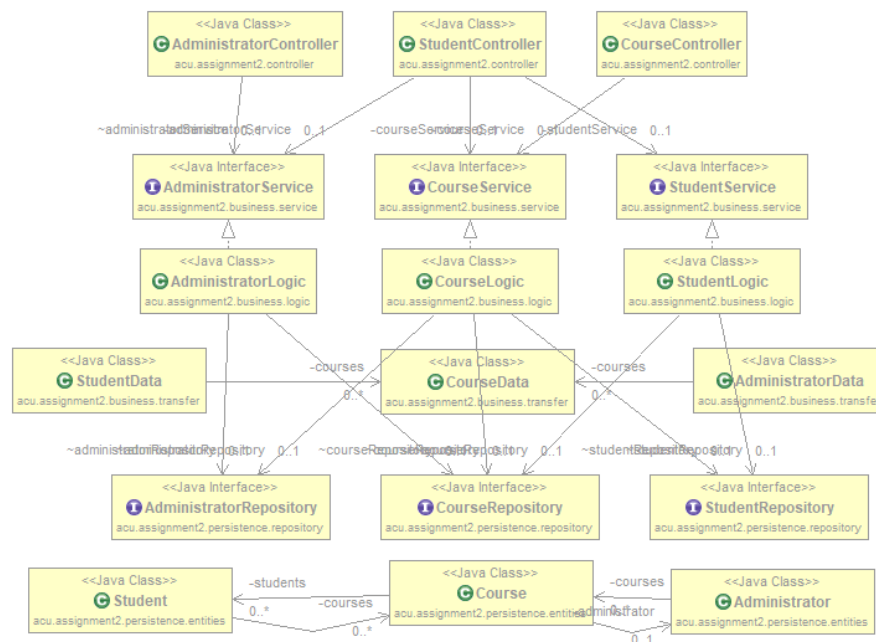 <<Java Class>> <<Java Class>> <<Java Class>>
AdministratorController StudentController CourseController
acu.assignment2.controller acu.assignment2.controller acu.assignment2.controller
0..1 0..1 0..1
-courseService -studentService
<<Java Interface>> <<Java Interface>> <<Java Interface>>
AdministratorService CourseService StudentService
acu.assignment2.business.service acu.assignment2.business.service acu.assignment2.business.service
<<Java Class>> <<Java Class>> <<Java Class>>
AdministratorLogic CourseLogic StudentLogic
acu.assignment2.business.logic acu.assignment2.business.logic acu.assignment2.business.logic
<<Java Class>> <<Java Class>> <<Java Class>>
StudentData -courses CourseData -courses AdministratorData
acu.assignment2.business.transfer acu.assignment2.business.transfer acu.assignment2.business.transfer
0..* 0..*
0..1 0..1 0..1
<<Java Interface>> <<Java Interface>> <<Java Interface>>
AdministratorRepository CourseRepository StudentRepository
acu.assignment2.persistence.repository acu.assignment2.persistence.repository acu.assignment2.persistence.repository
<<Java Class>> <<Java Class>> <<Java Class>>
Student -students Course -courses Administrator
acu.assignment2.persistence.entities 0..* -courses acu.assignment2.persistence.entities -administrator acu.assignment2.persistence.entities
0..* 0..1